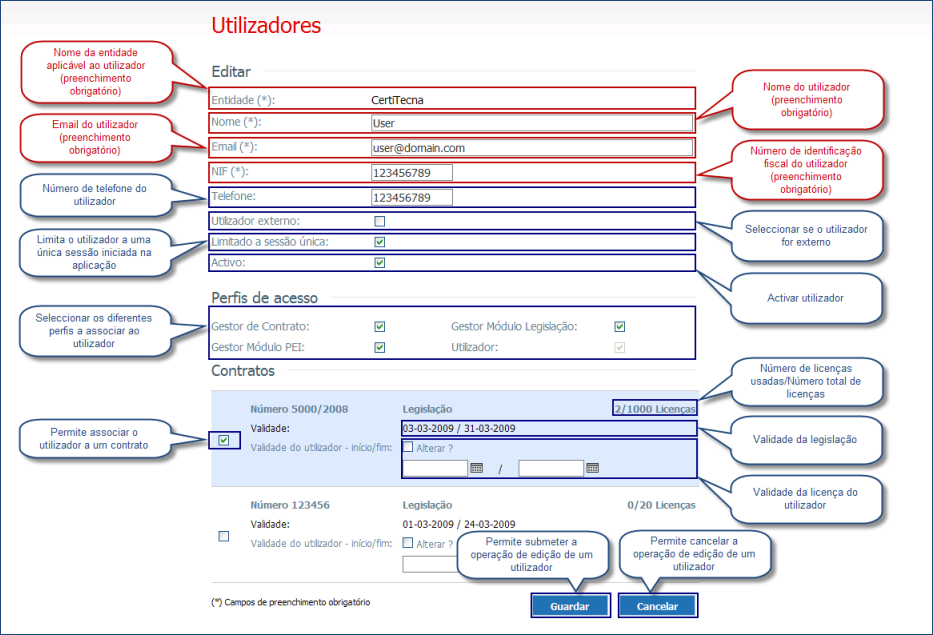 Utilizadores
Nome da entidade
aplicável ao utilizador
(preenchimento
obrigatório)
Editar
Nome do utilizador
(preenchimento
obrigatório)
Entidade (*): CertiTecna
Nome (*): User
Email do utilizador
(preenchimento
obrigatório)
Email (*): user@domain.com
Número de identificação
fiscal do utilizador
(preenchimento
obrigatório)
NIF (*): 123456789
Número de telefone do
utilizador
Telefone: 123456789
Utilizador externo:
Seleccionar se o utilizador
for externo
Limita o utilizador a uma
única sessão iniciada na
aplicação
Limitado a sessão única:
Activo:
Activar utilizador
Perfis de acesso
Seleccionar os diferentes
perfis a associar ao
utilizador
Gestor de Contrato: Gestor Módulo Legislação:
Gestor Módulo PEI: Utilizador:
Contratos
Número de licenças
usadas/Número total de
licenças
Número 5000/2008 Legislação 2/1000 Licenças
Validade: 03-03-2009 / 31-03-2009
Permite associar o
utilizador a um contrato
Validade da legislação
Validade do utilizador - início/fim: Alterar ?
/
Validade da licença do
utilizador
Número 123456 Legislação 0/20 Licenças
Validade: 01-03-2009 / 24-03-2009
Validade do utilizador - início/fim: Alterar ?
Permite submeter a
operação de edição de um
utilizador
Permite cancelar a
operação de edição de um
utilizador
(*) Campos de preenchimento obrigatório
Guardar Cancelar